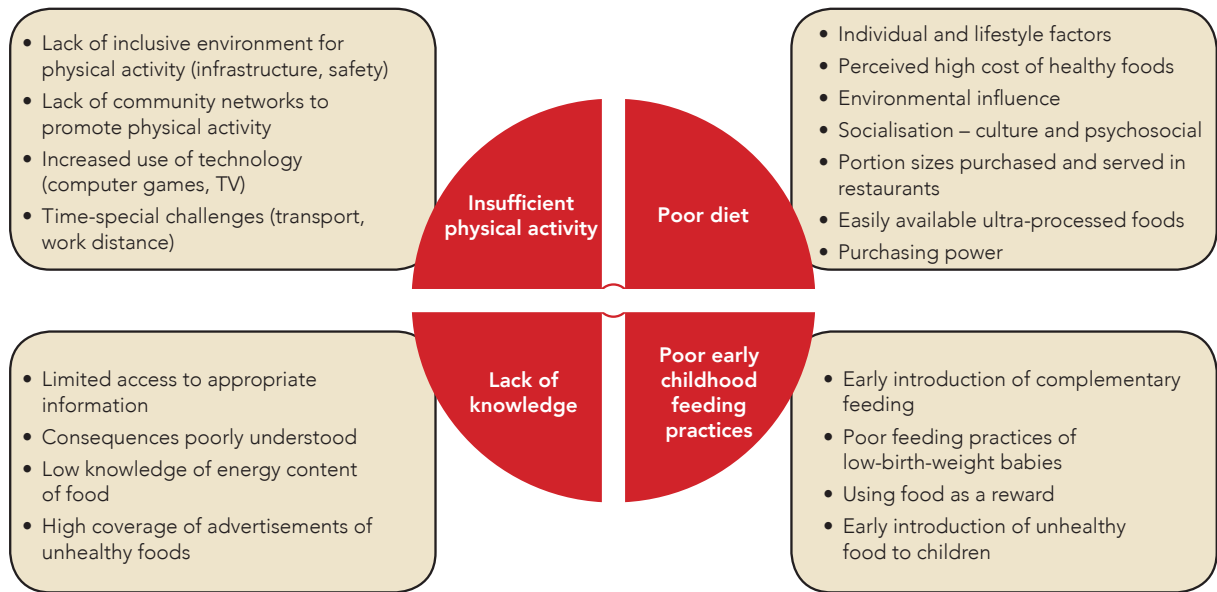 • Lack of inclusive environment for
physical activity (infrastructure, safety)
• Lack of community networks to
promote physical activity
• Increased use of technology
(computer games, TV)
• Time-special challenges (transport,
work distance)
Insufficient
physical activity
Poor diet
• Individual and lifestyle factors
• Perceived high cost of healthy foods
• Environmental influence
• Socialisation – culture and psychosocial
• Portion sizes purchased and served in
restaurants
• Easily available ultra-processed foods
• Purchasing power
• Limited access to appropriate
information
• Consequences poorly understood
• Low knowledge of energy content
of food
• High coverage of advertisements of
unhealthy foods
Lack of
knowledge
Poor early
childhood
feeding
practices
• Early introduction of complementary
feeding
• Poor feeding practices of
low-birth-weight babies
• Using food as a reward
• Early introduction of unhealthy
food to children